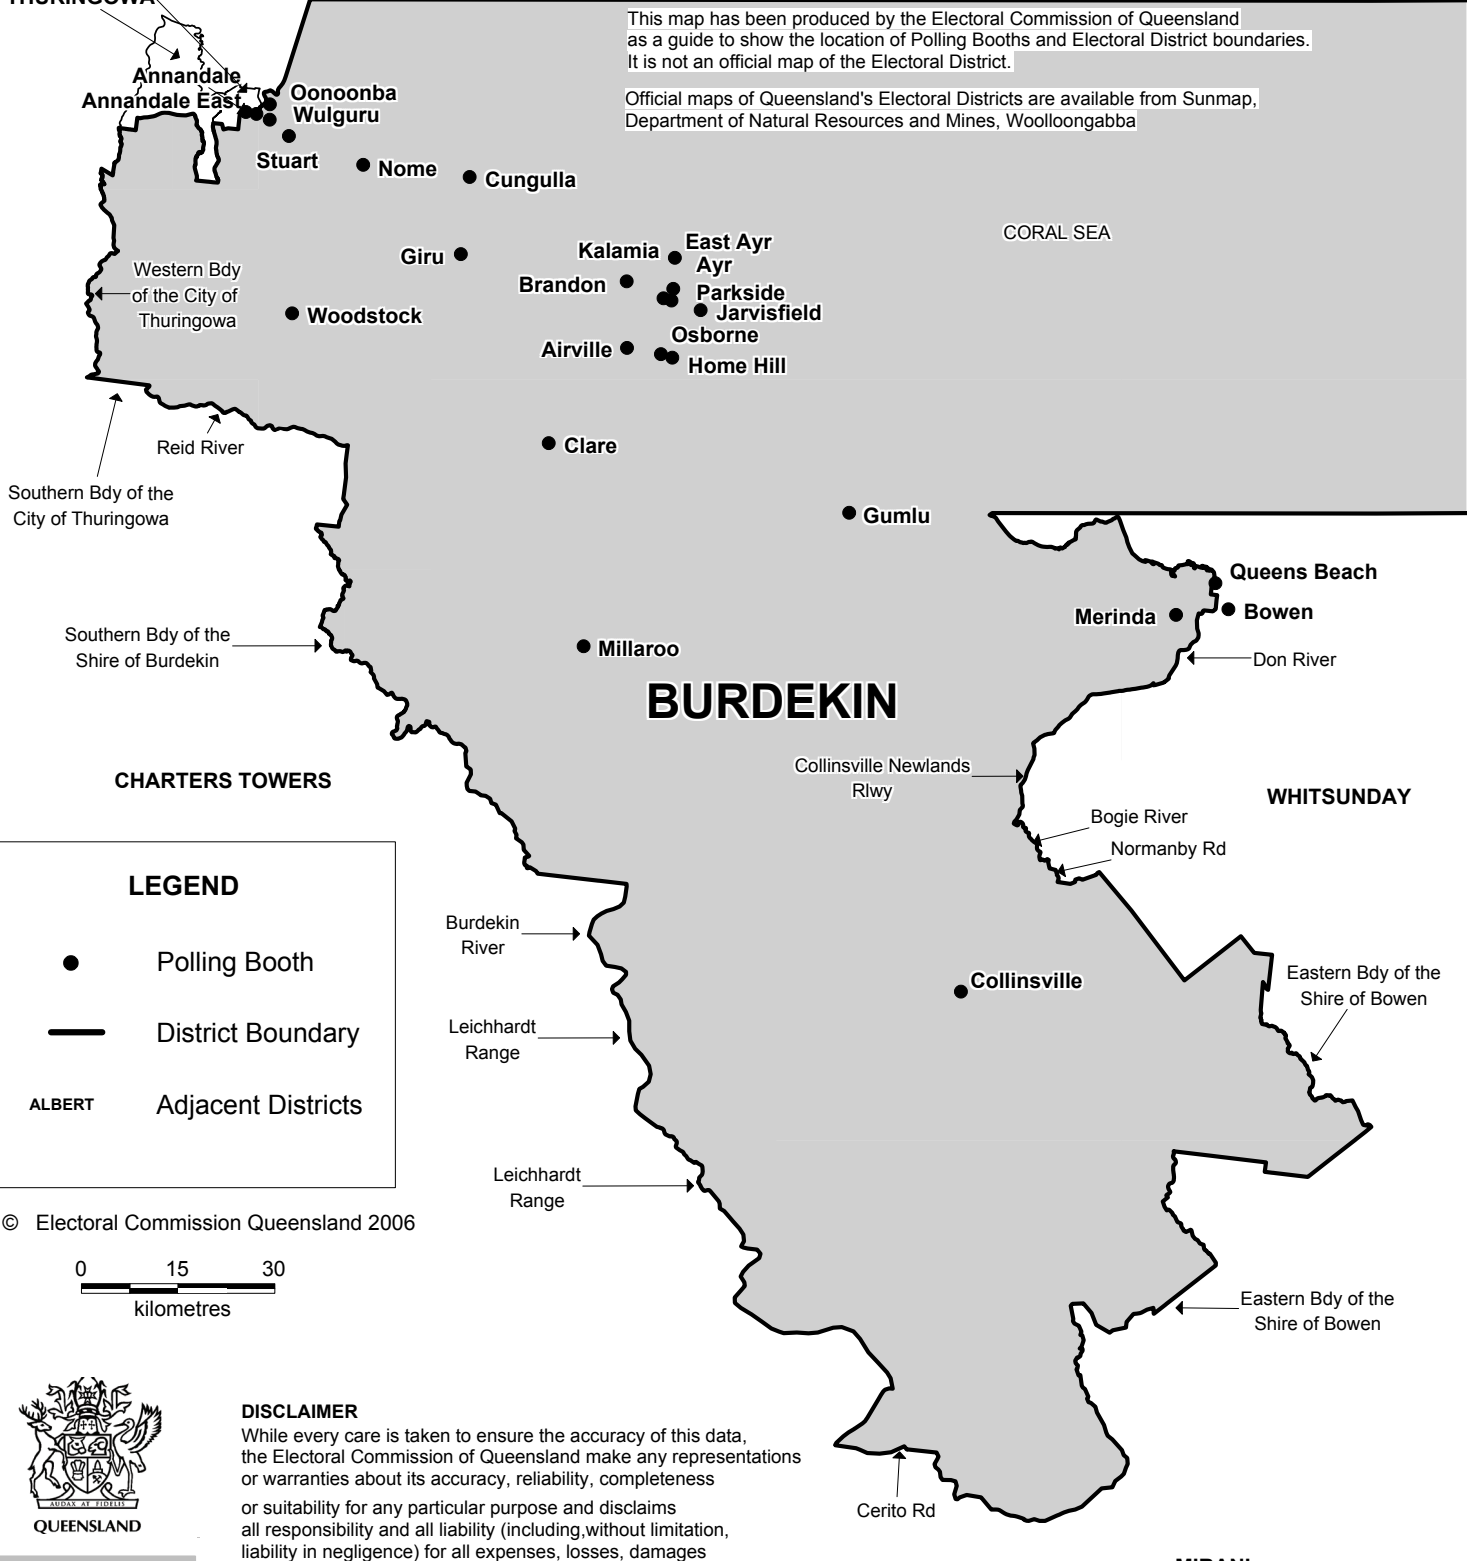 THURINGOWA
This map has been produced by the Electoral Commission of Queensland
as a guide to show the location of Polling Booths and Electoral District boundaries.
It is not an official map of the Electoral District.
Official maps of Queensland's Electoral Districts are available from Sunmap,
Department of Natural Resources and Mines, Woolloongabba
Annandale
Annandale East
Oonoonba
Wulguru
Stuart
Nome
Cungulla
CORAL SEA
Giru
Kalamia
East Ayr
Ayr
Brandon
Parkside
Jarvisfield
Western Bdy
of the City of
Thuringowa
Woodstock
Osborne
Airville
Home Hill
Reid River
Clare
Southern Bdy of the
City of Thuringowa
Gumlu
Queens Beach
Merinda
Bowen
Southern Bdy of the
Shire of Burdekin
Millaroo
Don River
BURDEKIN
CHARTERS TOWERS
Collinsville Newlands
Rlwy
WHITSUNDAY
Bogie River
Normanby Rd
LEGEND
Polling Booth
District Boundary
ALBERT Adjacent Districts
Burdekin
River
Collinsville
Eastern Bdy of the
Shire of Bowen
Leichhardt
Range
Leichhardt
Range
© Electoral Commission Queensland 2006
0 15 30
kilometres
Eastern Bdy of the
Shire of Bowen
AUDAX AT FIDELIS
QUEENSLAND
DISCLAIMER
While every care is taken to ensure the accuracy of this data,
the Electoral Commission of Queensland make any representations
or warranties about its accuracy, reliability, completeness
or suitability for any particular purpose and disclaims
all responsibility and all liability (including,without limitation,
liability in negligence) for all expenses, losses, damages
Cerito Rd
MIRANI